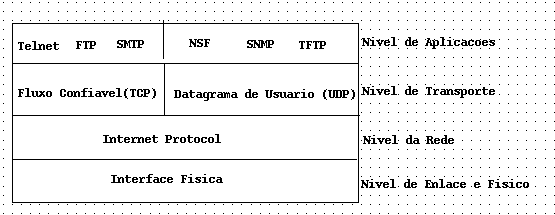 Telnet FTP SMTP NSF SNMP TFTP Nivel de Aplicacoes
Fluxo Confiavel(TCP) Datagrama de Usuario (UDP) Nivel de Transporte
Internet Protocol Nivel da Rede
Interface Fisica Nivel de Enlace e Fisico